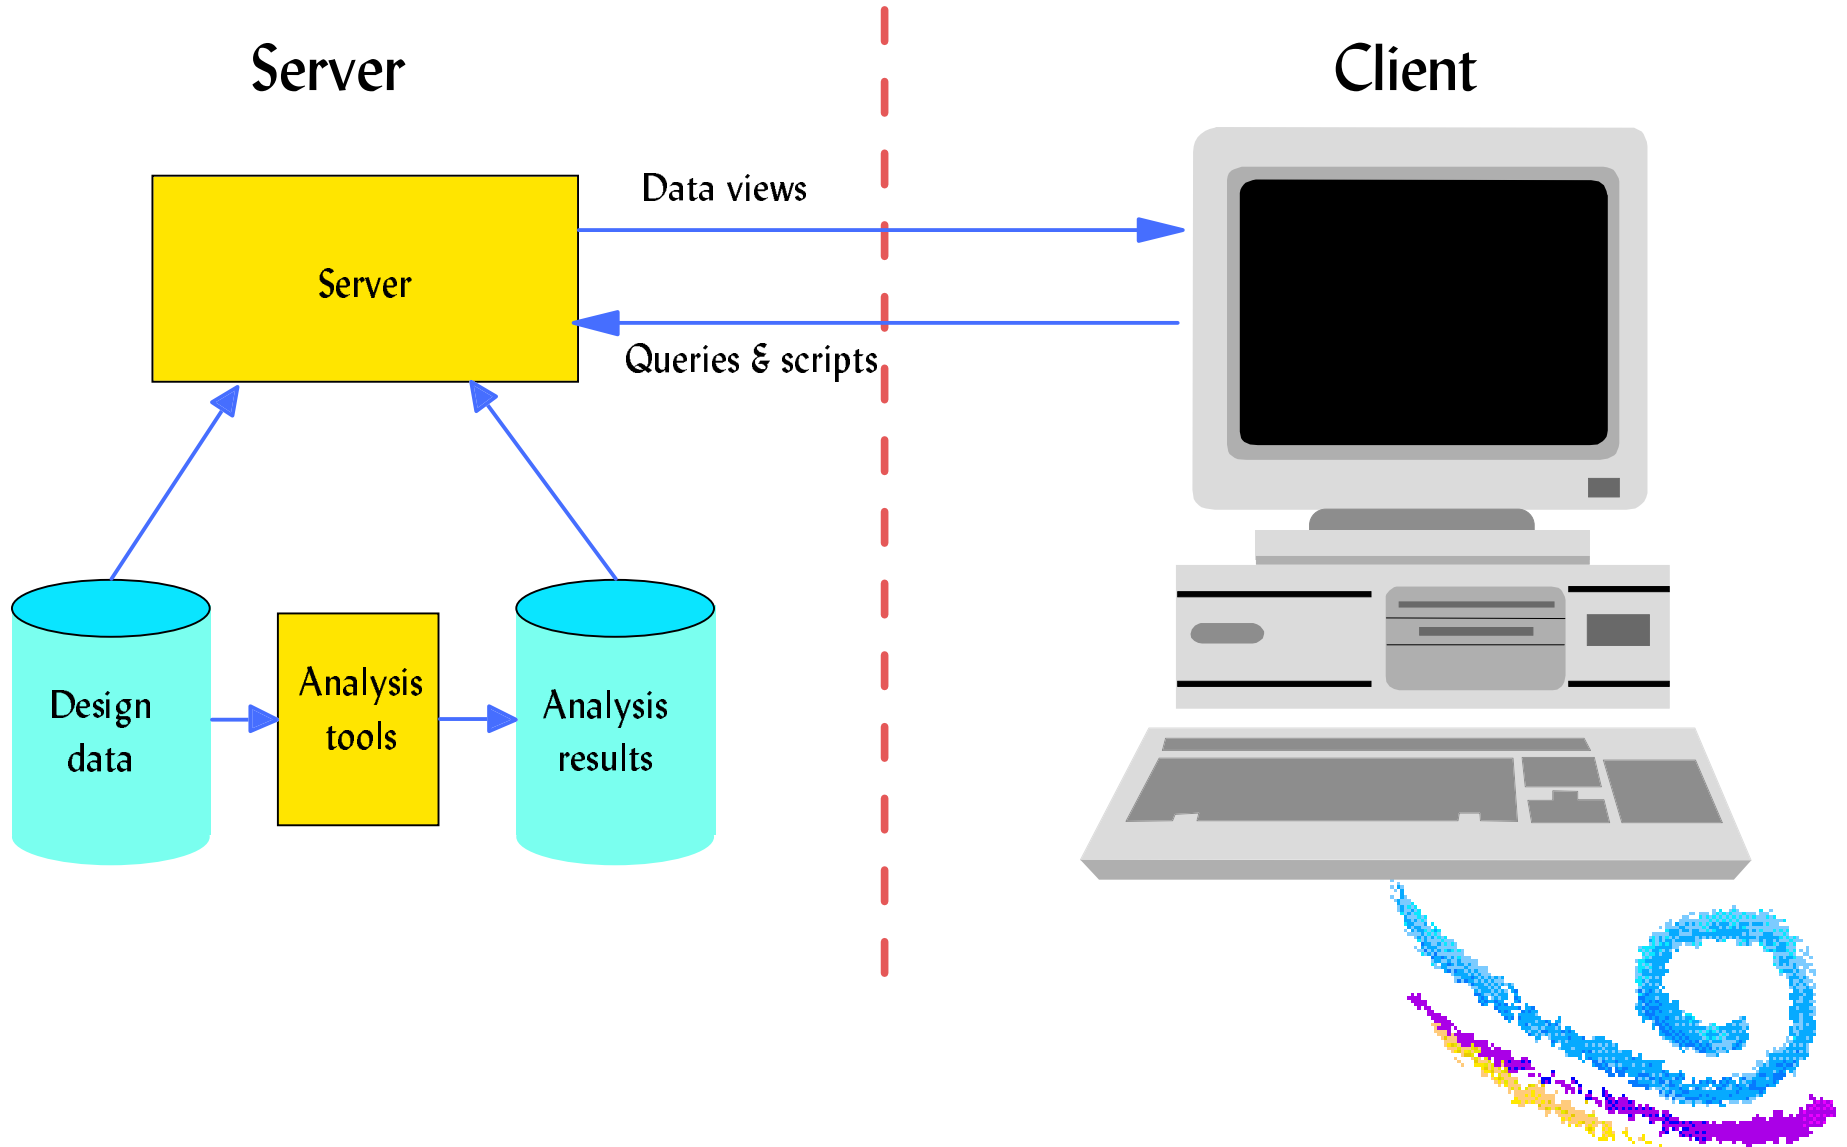 Server
Client
Data views
Server
Queries & scripts
Design
data
Analysis
tools
Analysis
results